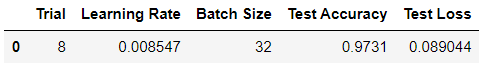 Trial Learning Rate Batch Size Test Accuracy Test Loss
0 8 0.008547 32 0.9731 0.089044